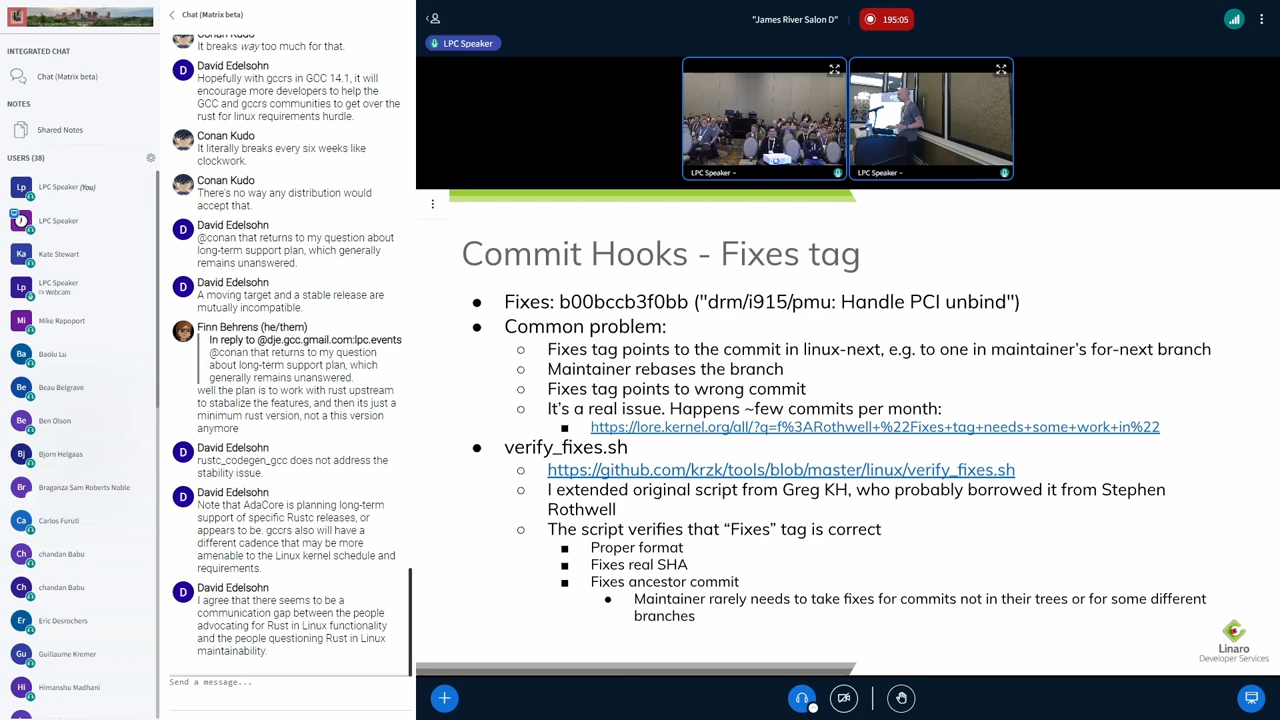 INTEGRATED CHAT
Chat (Matrix beta)
NOTES
Shared Notes
USERS (38)
Lp LPC Speaker (You)
LPC Speaker
Ka Kate Stewart
Lp LPC Speaker
Webcam
Mi Mike Rapoport
Ba Baolu Lu
Be Beau Belgrave
Be Ben Olson
Bj Bjorn Helgaas
Br Braganza Sam Roberts Noble
Ca Carlos Furuti
Ch chandan Babu
Ch chandan Babu
Er Eric Desrochers
Gu Guillaume Kremer
Hi Himanshu Madhani
Chat (Matrix beta)
Conan Kudo
It breaks way too much for that.
D David Edelsohn
Hopefully with gccrs in GCC 14.1, it will
encourage more developers to help the
GCC and gccrs communities to get over the
rust for linux requirements hurdle.
Conan Kudo
It literally breaks every six weeks like
clockwork.
Conan Kudo
There's no way any distribution would
accept that.
D David Edelsohn
@conan that returns to my question about
long-term support plan, which generally
remains unanswered.
D David Edelsohn
A moving target and a stable release are
mutually incompatible.
Finn Behrens (he/them)
In reply to @dje.gcc.gmail.com:lpc.events
@conan that returns to my question
about long-term support plan, which
generally remains unanswered.
well the plan is to work with rust upstream
to stabalize the features, and then its just a
minimum rust version, not a this version
anymore
D David Edelsohn
rustc_codegen_gcc does not address the
stability issue.
D David Edelsohn
Note that AdaCore is planning long-term
support of specific Rustc releases, or
appears to be. gccrs also will have a
different cadence that may be more
amenable to the Linux kernel schedule and
requirements.
D David Edelsohn
I agree that there seems to be a
communication gap between the people
advocating for Rust in Linux functionality
and the people questioning Rust in Linux
maintainability.
Send a message...
"James River Salon D"
195:05
LPC Speaker
LPC Speaker
LPC Speaker
Commit Hooks - Fixes tag
● Fixes: b00bccb3f0bb ("drm/i915/pmu: Handle PCI unbind")
● Common problem:
○ Fixes tag points to the commit in linux-next, e.g. to one in maintainer's for-next branch
○ Maintainer rebases the branch
○ Fixes tag points to wrong commit
○ It's a real issue. Happens ~few commits per month:
■ https://lore.kernel.org/all/?q=f%3ARothwell+%22Fixes+tag+needs+some+work+in%22
● verify_fixes.sh
○ https://github.com/krzk/tools/blob/master/linux/verify_fixes.sh
○ I extended original script from Greg KH, who probably borrowed it from Stephen
Rothwell
○ The script verifies that “Fixes” tag is correct
■ Proper format
■ Fixes real SHA
■ Fixes ancestor commit
● Maintainer rarely needs to take fixes for commits not in their trees or for some different
branches
Linaro
Developer Services